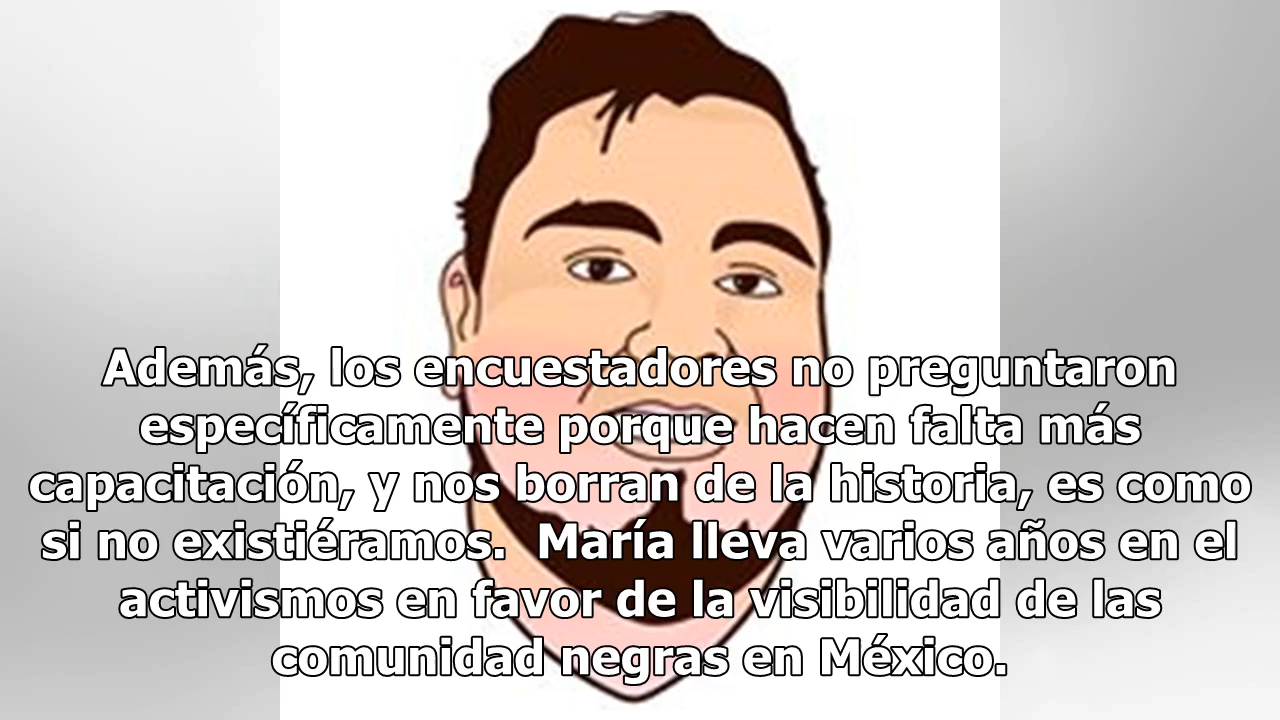 Además, los encuestadores no preguntaron
específicamente porque hacen falta más
capacitación, y nos borran de la historia, es como
si no existiéramos.  María lleva varios años en el
activismos en favor de la visibilidad de las
comunidad negras en México.